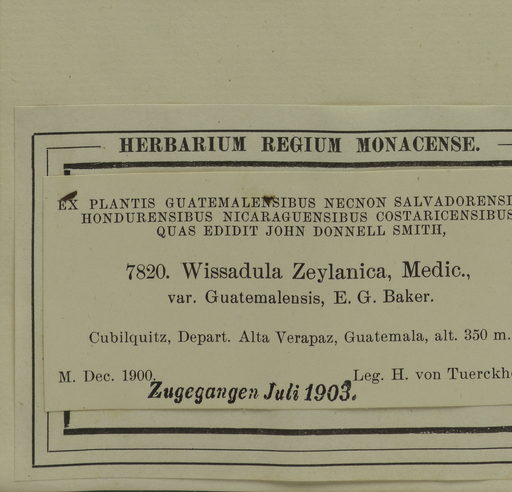 HERBARIUM REGIUM MONACENSE.
EX PLANTIS GUATEMALENSIBUS NECNON SALVADORENSI
HONDURENSIBUS NICARAGUENSIBUS COSTARICENSIBUS
QUAS EDIDIT JOHN DONNELL SMITH,
7820. Wissadula Zeylanica, Medic.,
var. Guatemalensis, E. G. Baker.
Cubilquitz, Depart. Alta Verapaz, Guatemala, alt. 350 m.
M. Dec. 1900. Leg. H. von Tuerckh
Zugegangen Juli 1903.